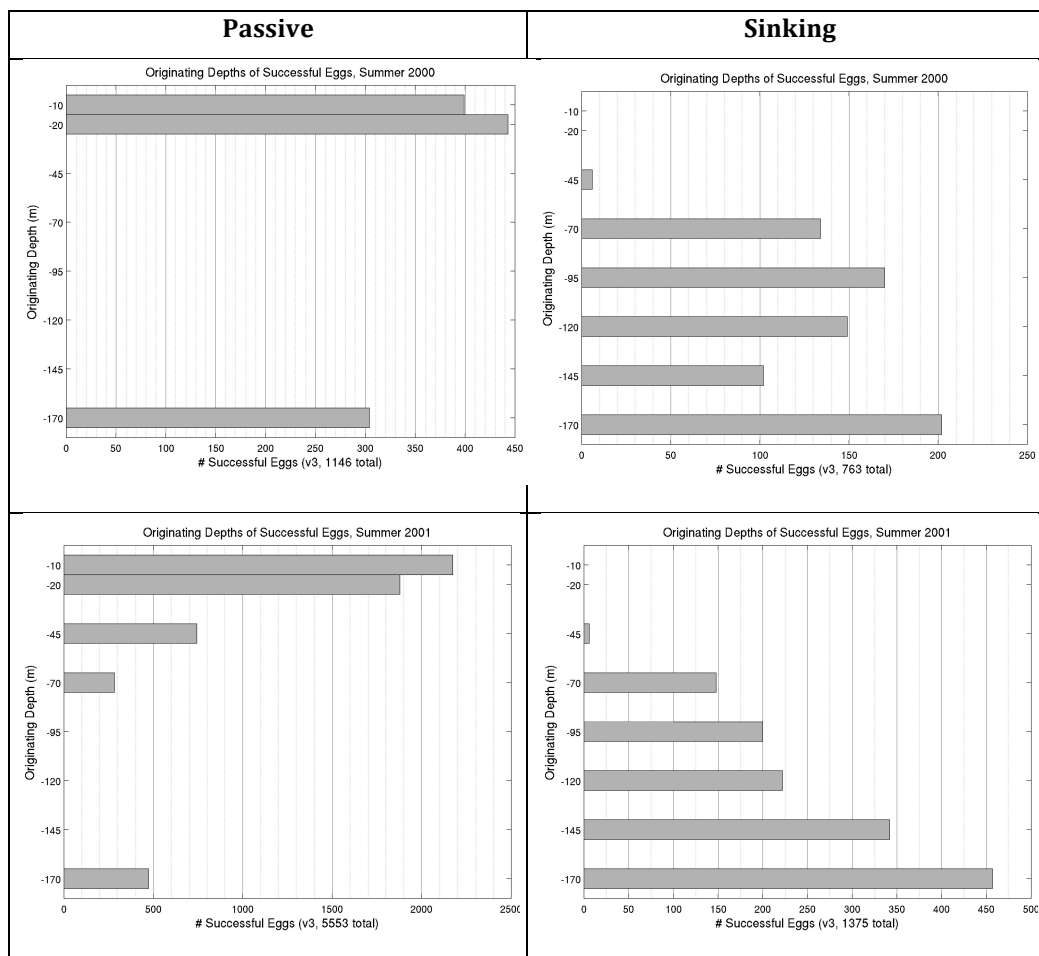 Passive
Sinking
Originating Depths of Successful Eggs, Summer 2000
Originating Depth (m)
-10
-20
-45
-70
-95
-120
-145
-170
0 50 100 150 200 250 300 350 400 450
# Successful Eggs (v3, 1146 total)
Originating Depths of Successful Eggs, Summer 2000
Originating Depth (m)
-10
-20
-45
-70
-95
-120
-145
-170
0 50 100 150 200 250
# Successful Eggs (v3, 763 total)
Originating Depths of Successful Eggs, Summer 2001
Originating Depth (m)
-10
-20
-45
-70
-95
-120
-145
-170
0 500 1000 1500 2000 2500
# Successful Eggs (v3, 5553 total)
Originating Depths of Successful Eggs, Summer 2001
Originating Depth (m)
-10
-20
-45
-70
-95
-120
-145
-170
0 50 100 150 200 250 300 350 400 450 500
# Successful Eggs (v3, 1375 total)